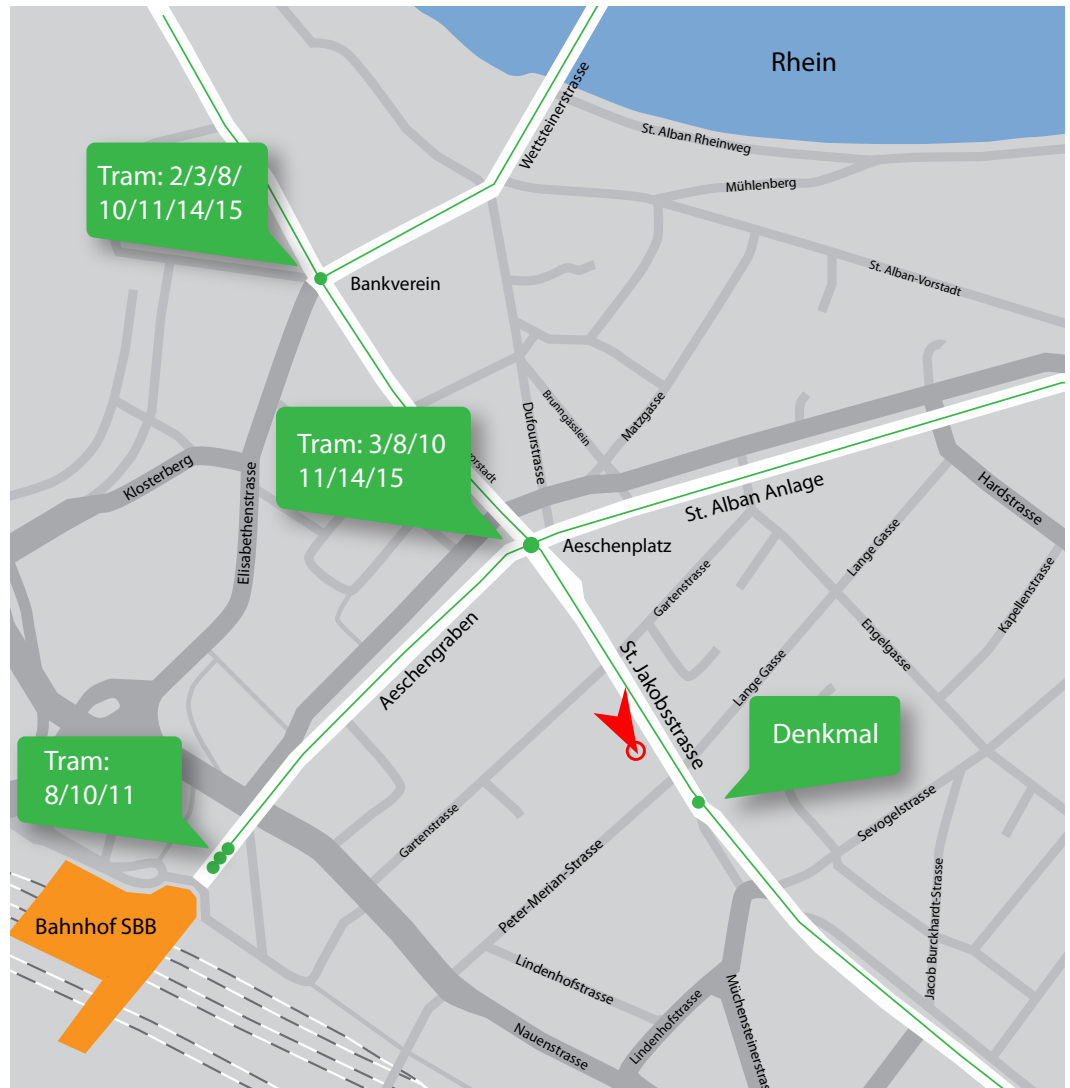 Rhein
Wettsteinerstrasse
St. Alban Rheinweg
Mühlenberg
Tram: 2/3/8/
10/11/14/15
St. Alban-Vorstadt
Bankverein
Dufourstrasse
Brunngässlein
Matzgasse
Tram: 3/8/10
11/14/15
Klosterberg
Elisabethenstrasse
St. Alban Anlage
Hardstrasse
Aeschenplatz
Gartenstrasse
Lange Gasse
Kapellenstrasse
Engelgasse
Aeschengraben
St. Jakobsstrasse
Lange Gasse
Denkmal
Tram:
8/10/11
Gartenstrasse
Sevogelstrasse
Peter-Merian-Strasse
Bahnhof SBB
Jacob Burckhardt-Strasse
Lindenhofstrasse
Lindenhofstrasse
Müchensteinerstrasse
Nauenstrasse